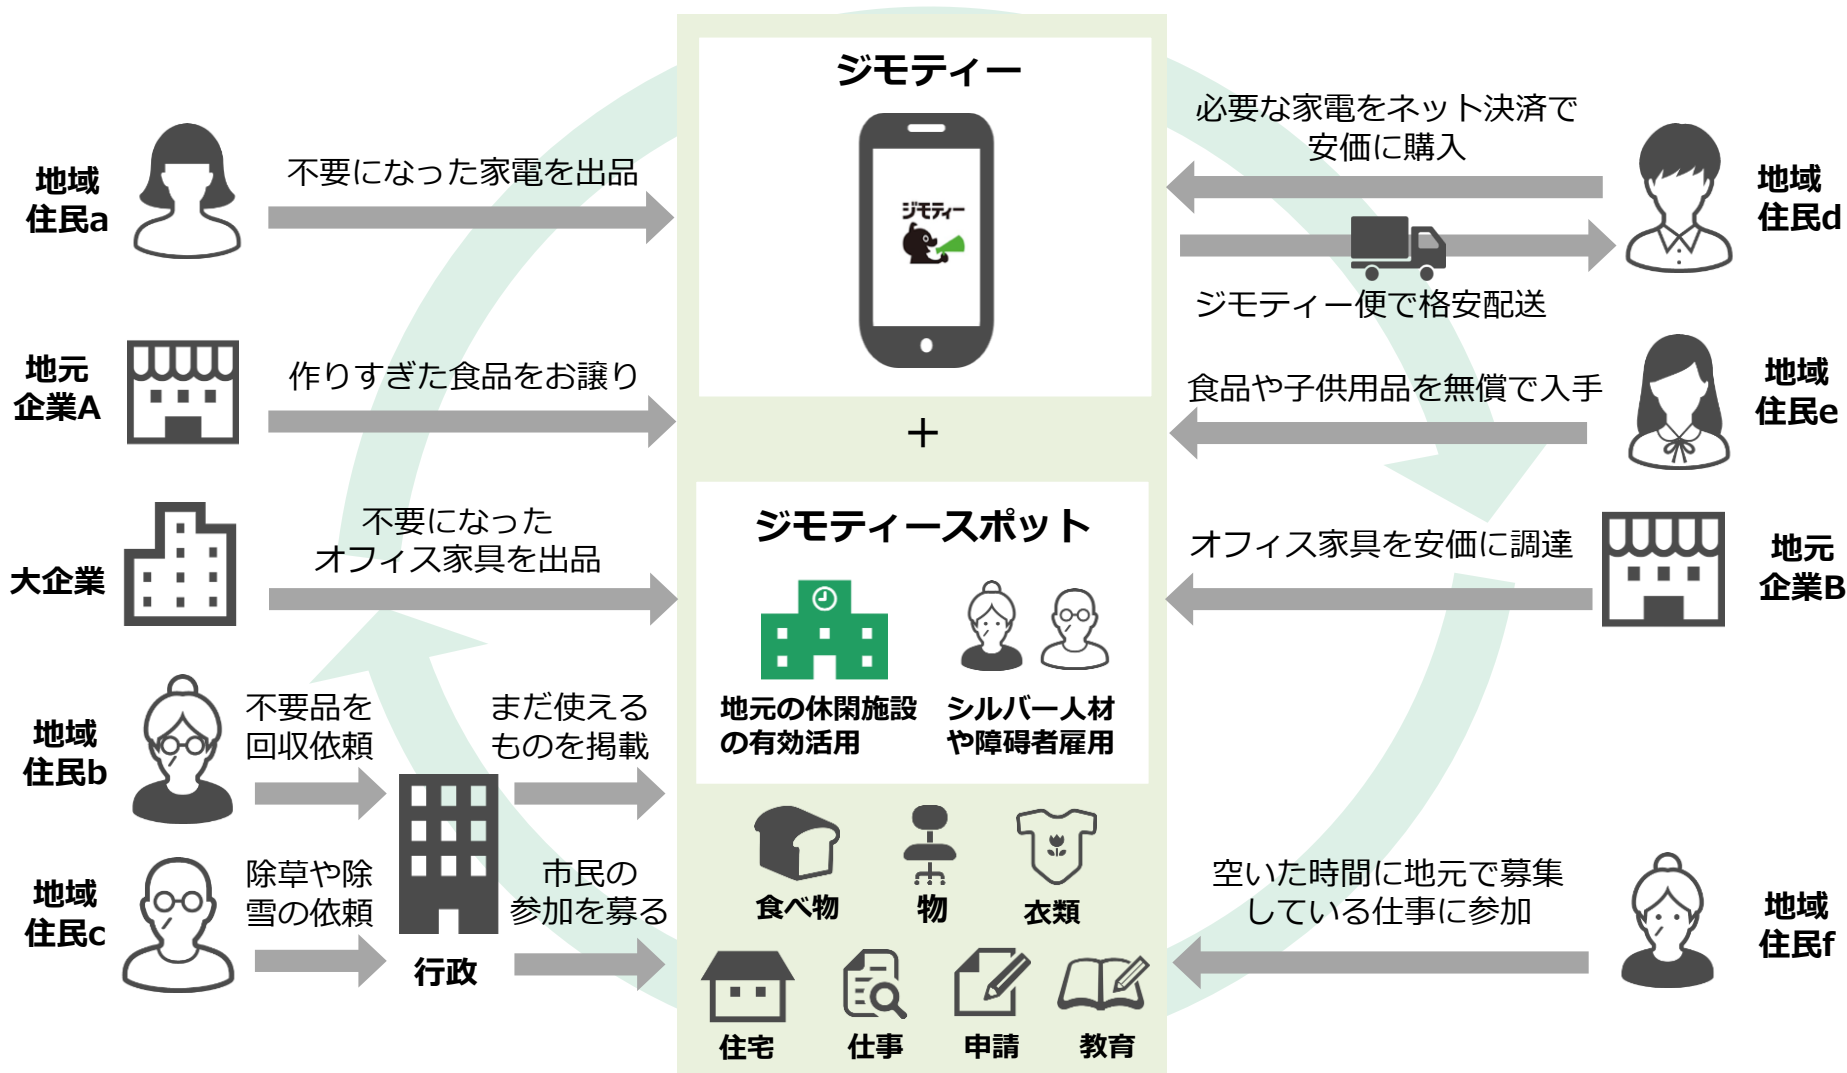 ジモティー
ジモティー
地域
住民a
不要になった家電を出品
地元
企業A
作りすぎた食品をお譲り
大企業
不要になった
オフィス家具を出品
地域
住民b
不要品を
回収依頼
まだ使える
ものを掲載
地域
住民c
除草や除
雪の依頼
行政
市民の
参加を募る
＋
ジモティースポット
地元の休閑施設
の有効活用
シルバー人材
や障碍者雇用
食べ物
物
衣類
住宅
仕事
申請
教育
必要な家電をネット決済で
安価に購入
ジモティー便で格安配送
地域
住民d
食品や子供用品を無償で入手
地域
住民e
オフィス家具を安価に調達
地元
企業B
空いた時間に地元で募集
している仕事に参加
地域
住民f